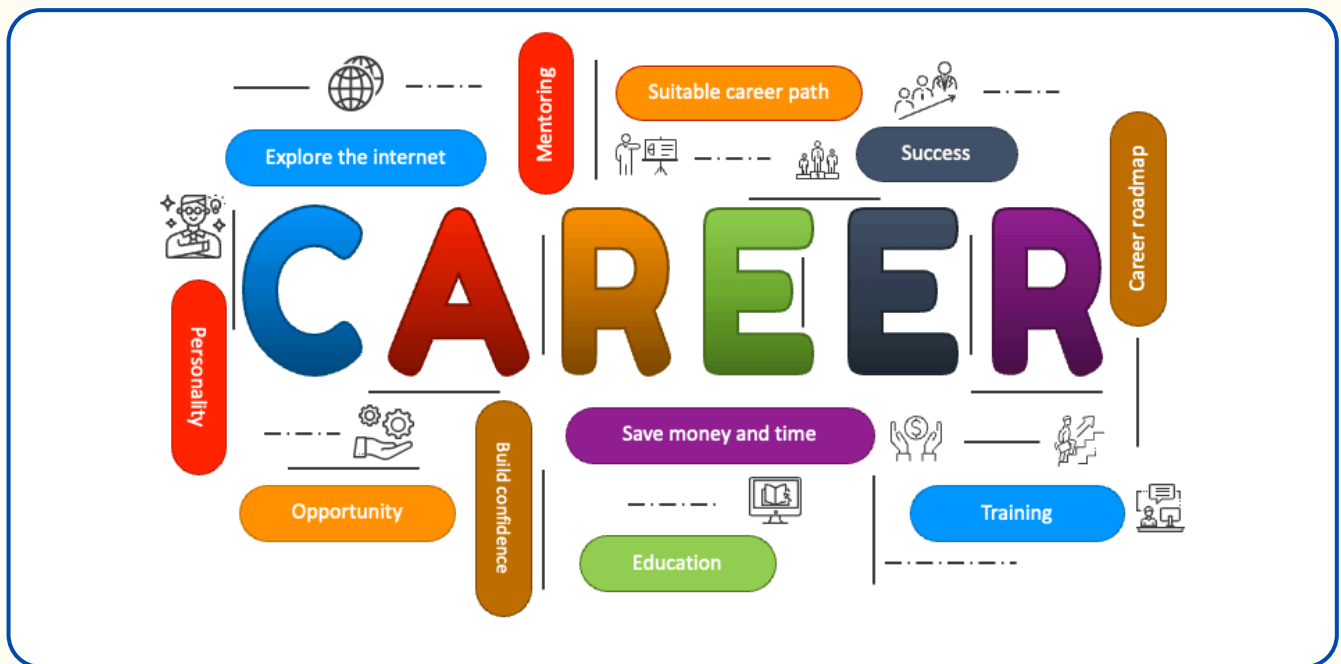 Mentoring
Suitable career path
Explore the internet
Success
Career roadmap
CAREER
Personality
Save money and time
Build confidence
Opportunity
Training
Education